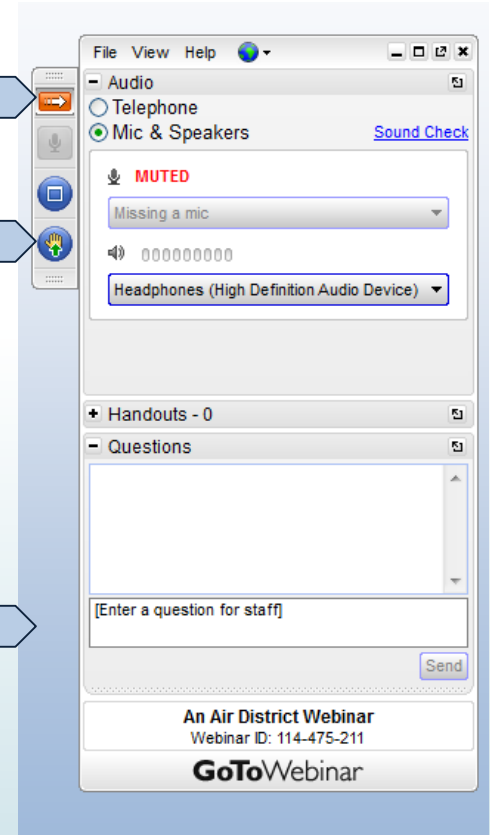 File View Help
Audio
Telephone
Mic & Speakers Sound Check
MUTED
Missing a mic
000000000
Headphones (High Definition Audio Device)
Handouts - 0
Questions
[Enter a question for staff]
Send
An Air District Webinar
Webinar ID: 114-475-211
GoToWebinar